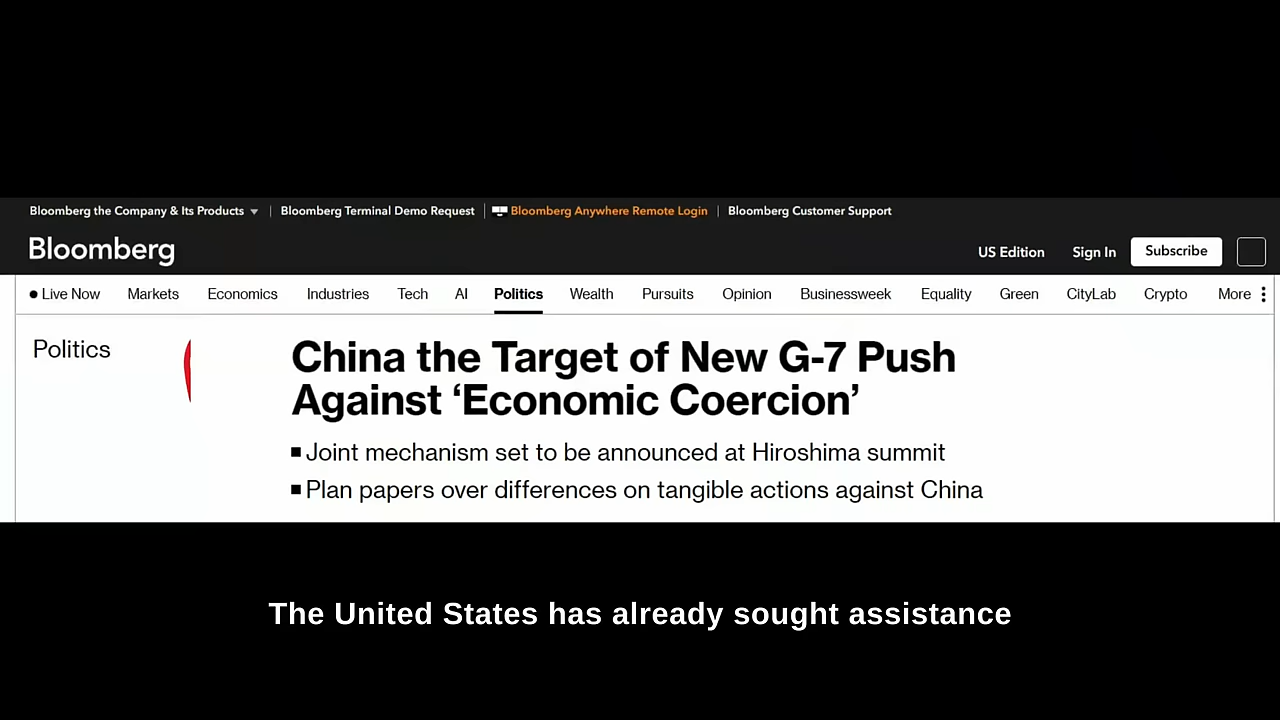 Bloomberg the Company & Its Products | Bloomberg Terminal Demo Request | Bloomberg Anywhere Remote Login | Bloomberg Customer Support
Bloomberg US Edition Sign In Subscribe
Live Now Markets Economics Industries Tech AI Politics Wealth Pursuits Opinion Businessweek Equality Green CityLab Crypto More
Politics
China the Target of New G-7 Push
Against ‘Economic Coercion’
Joint mechanism set to be announced at Hiroshima summit
Plan papers over differences on tangible actions against China
The United States has already sought assistance